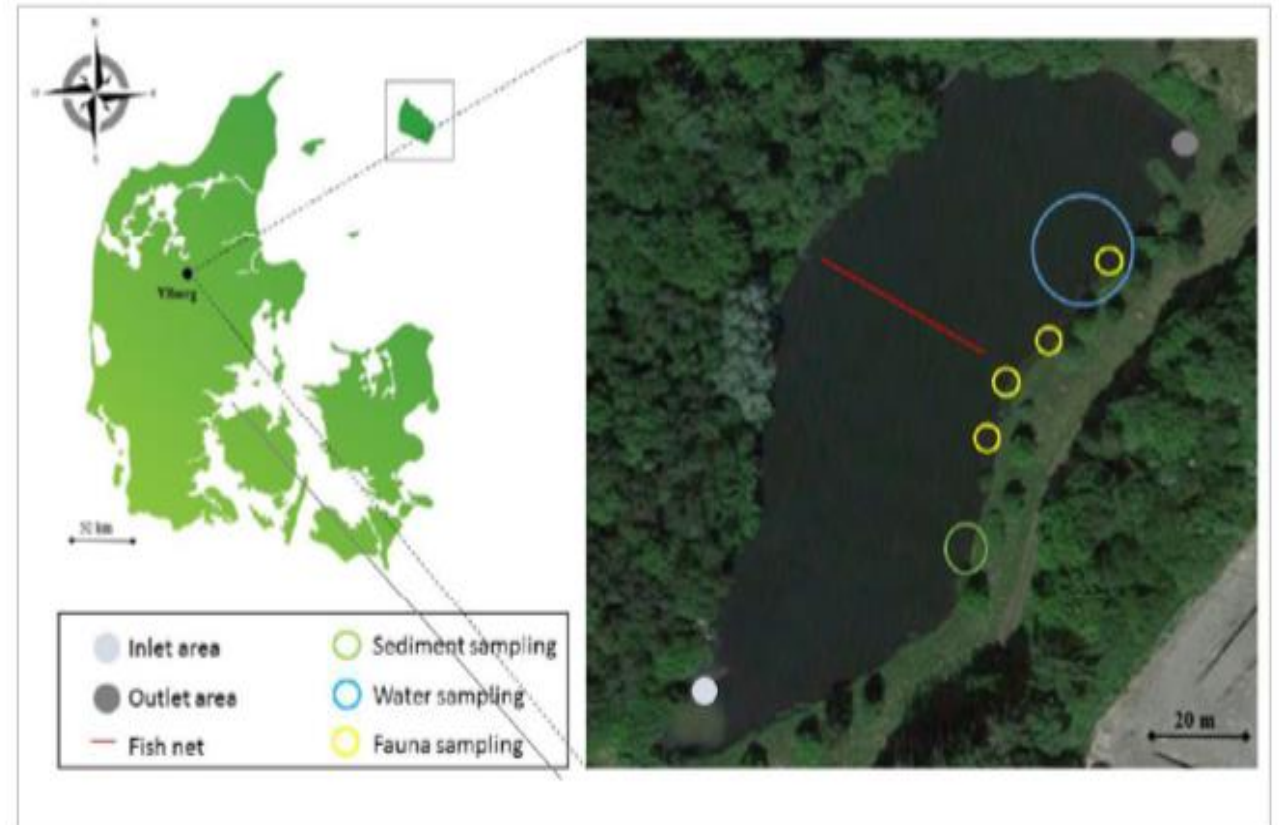 N
S
Viborg
50 km
Inlet area
Outlet area
Fish net
Sediment sampling
Water sampling
Fauna sampling
20 m